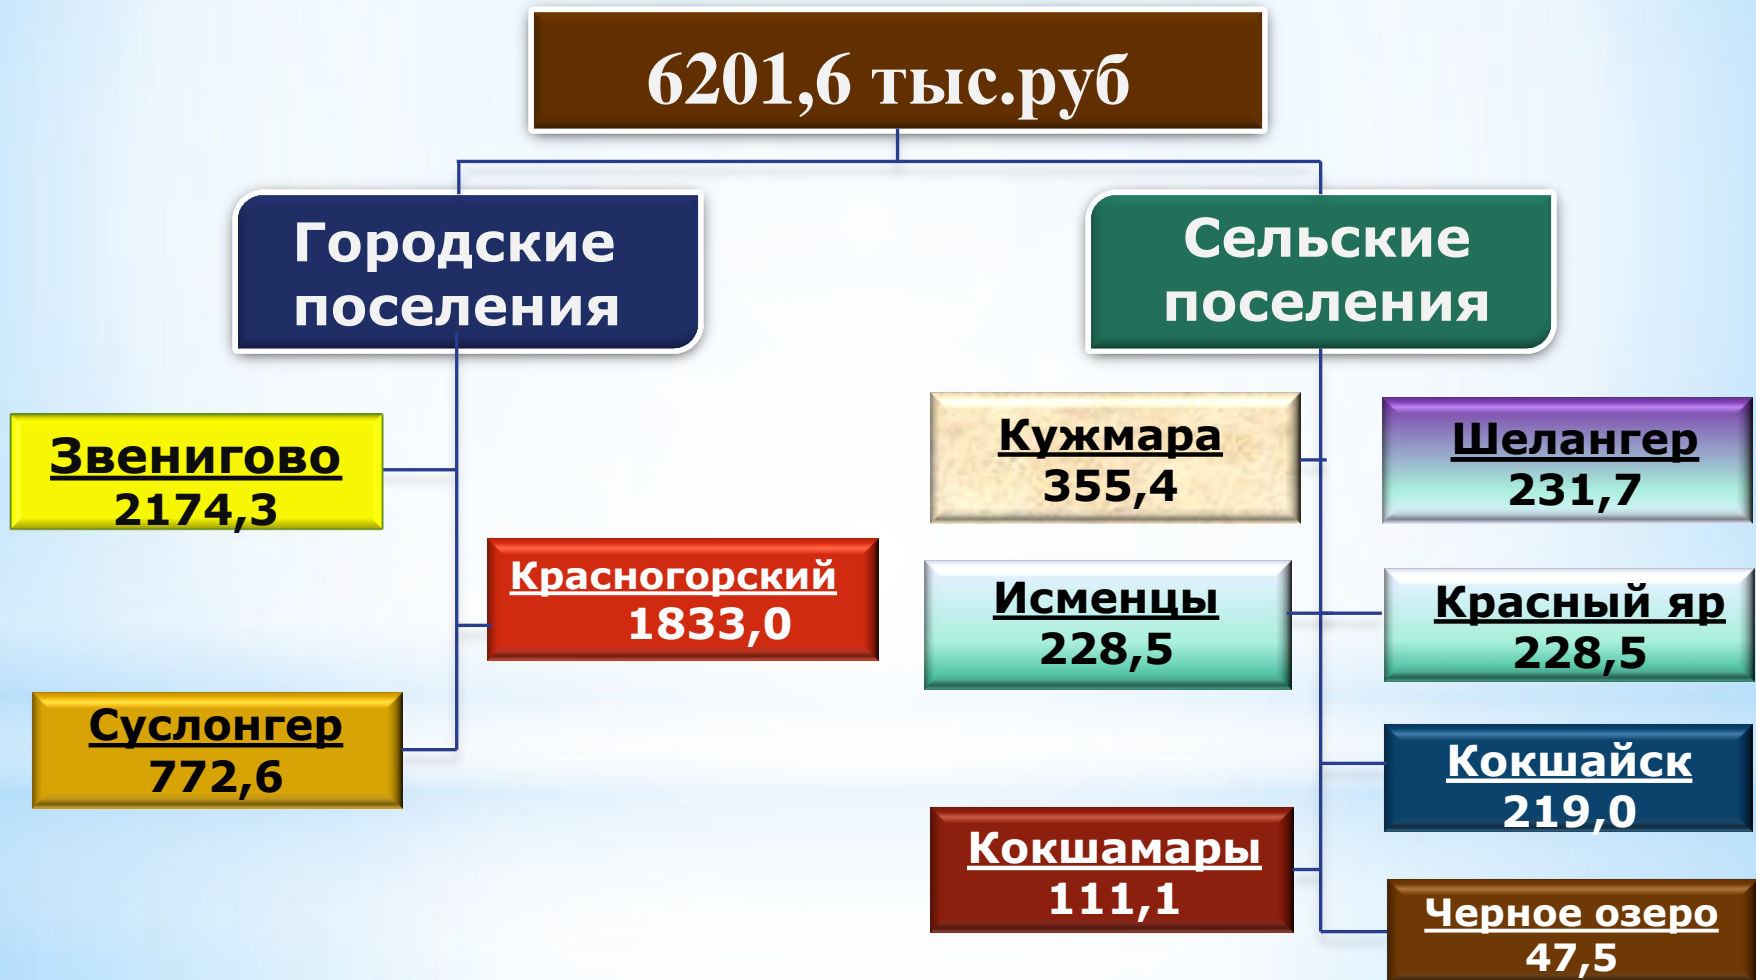 6201,6 тыс.руб
Городские
поселения
Сельские
поселения
Звенигово
2174,3
Красногорский
1833,0
Суслонгер
772,6
Кужмара
355,4
Шелангер
231,7
Исменцы
228,5
Красный яр
228,5
Кокшайск
219,0
Кокшамары
111,1
Черное озеро
47,5